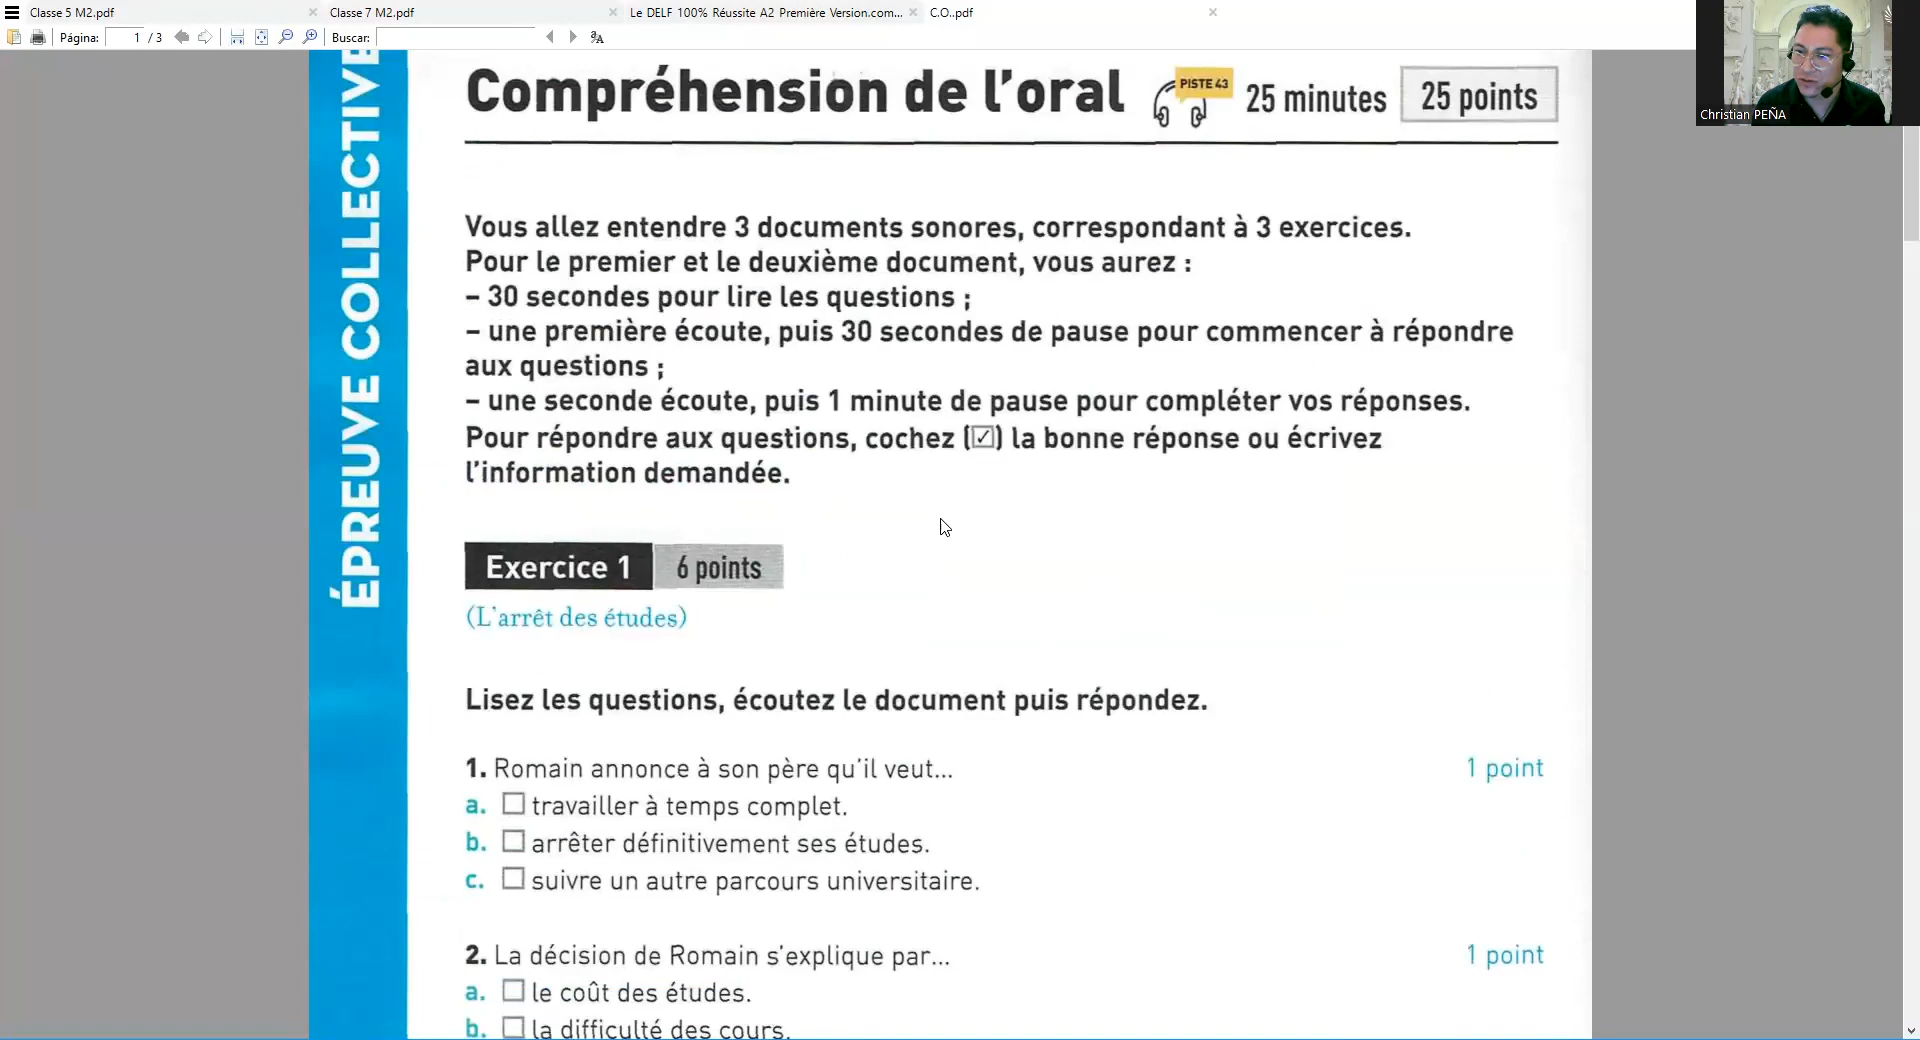 Classe 5 M2.pdf
Classe 7 M2.pdf
Le DELF 100% Réussite A2 Première Version.com...
C.O..pdf
Página: 1 / 3
Buscar:
Christian PEÑA
ÉPREUVE COLLECTIVE
Compréhension de l'oral
PISTE 43
25 minutes
25 points
Vous allez entendre 3 documents sonores, correspondant à 3 exercices.
Pour le premier et le deuxième document, vous aurez :
– 30 secondes pour lire les questions ;
– une première écoute, puis 30 secondes de pause pour commencer à répondre
aux questions ;
– une seconde écoute, puis 1 minute de pause pour compléter vos réponses.
Pour répondre aux questions, cochez (☑) la bonne réponse ou écrivez
l'information demandée.
Exercice 1 6 points
(L'arrêt des études)
Lisez les questions, écoutez le document puis répondez.
1. Romain annonce à son père qu'il veut... 1 point
a. ☐ travailler à temps complet.
b. ☐ arrêter définitivement ses études.
c. ☐ suivre un autre parcours universitaire.
2. La décision de Romain s'explique par... 1 point
a. ☐ le coût des études.
b. ☐ la difficulté des cours.